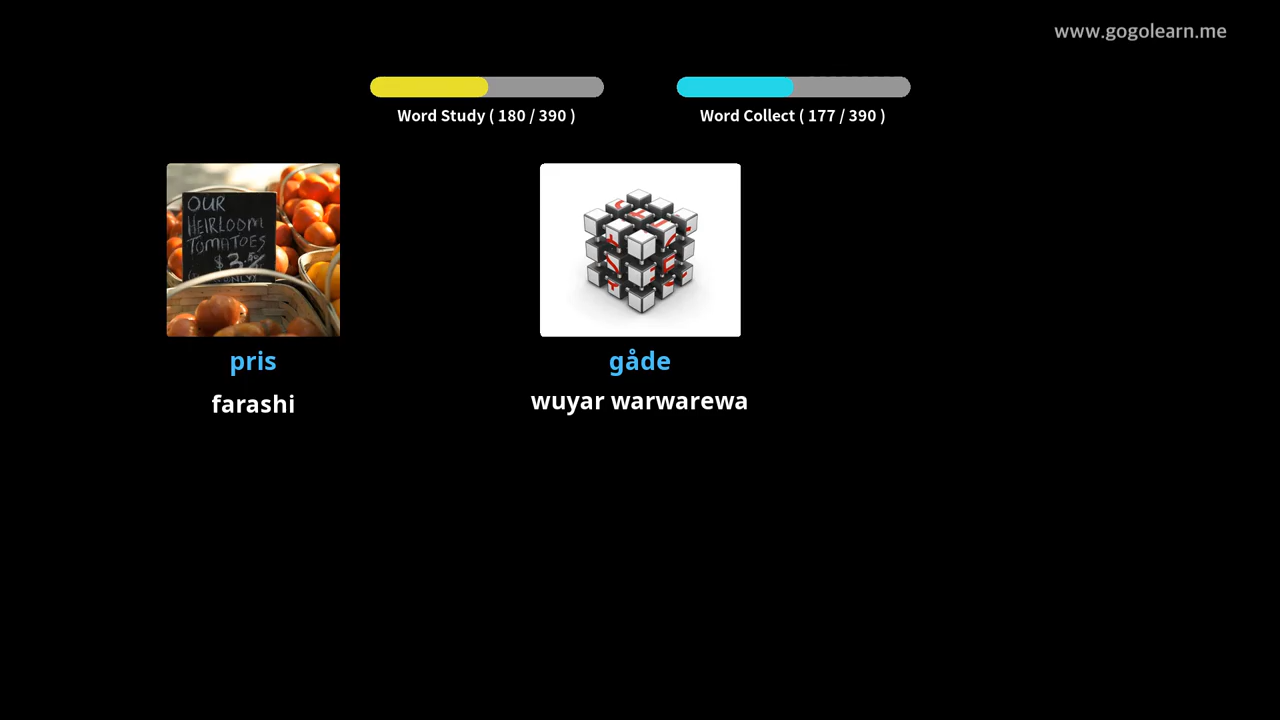 www.gogolearn.me
Word Study ( 180 / 390 )
Word Collect ( 177 / 390 )
OUR
HEIRLOOM
TOMATOES
pris
gåde
farashi
wuyar warwarewa